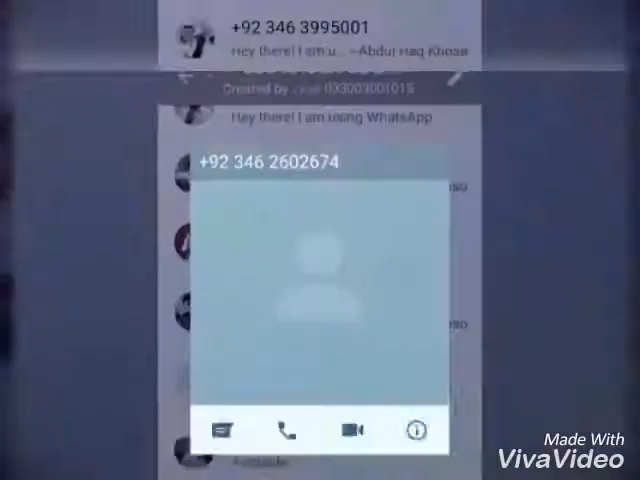 +92 346 3995001
Hey there! I am u... ~Abdul Haq Khosa
Created by
Hey there! I am using WhatsApp
+92 346 2602674
Made With
VivaVideo